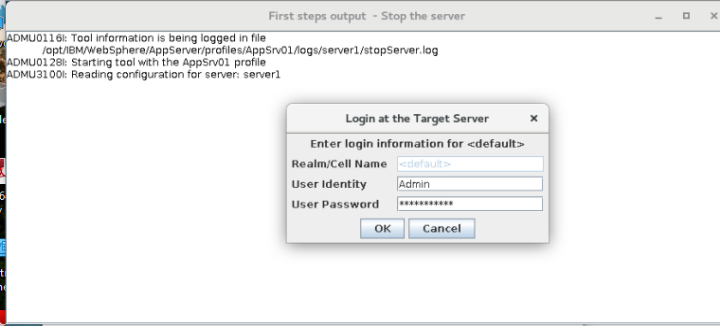 First steps output - Stop the server
ADMU0116I: Tool information is being logged in file
/opt/IBM/WebSphere/AppServer/profiles/AppSrv01/logs/server1/stopServer.log
ADMU0128I: Starting tool with the AppSrv01 profile
ADMU3100I: Reading configuration for server: server1
Login at the Target Server
Enter login information for <default>
Realm/Cell Name <default>
User Identity Admin
User Password ***********
OK Cancel